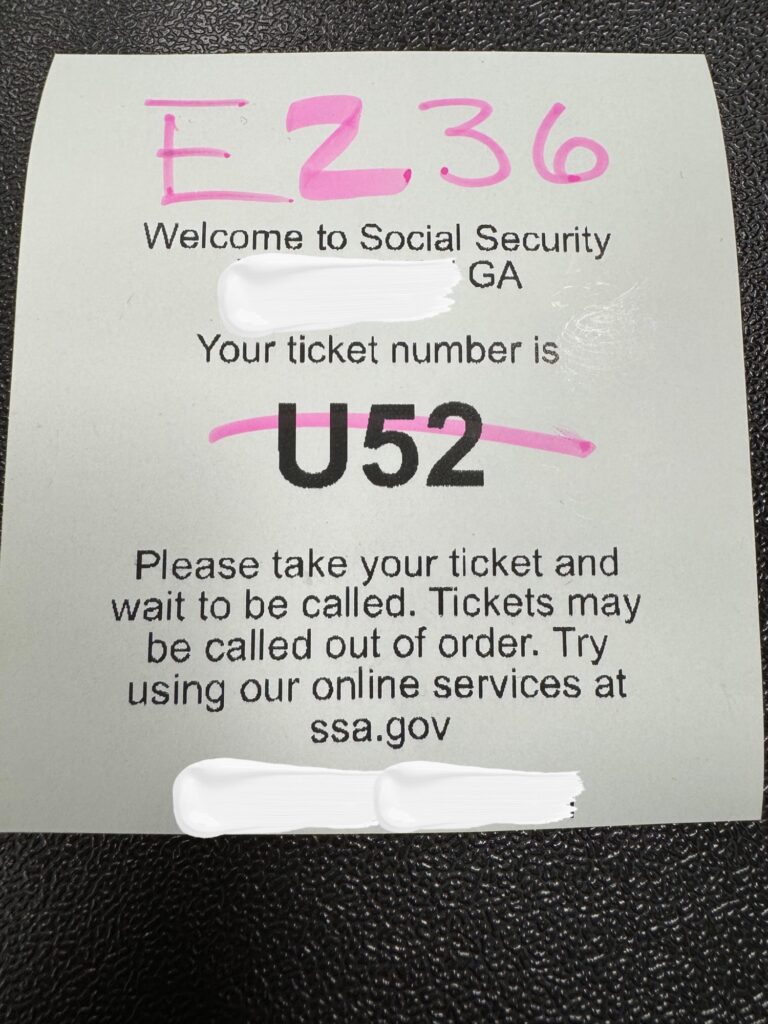 E236
Welcome to Social Security
GA
Your ticket number is
U52
Please take your ticket and
wait to be called. Tickets may
be called out of order. Try
using our online services at
ssa.gov